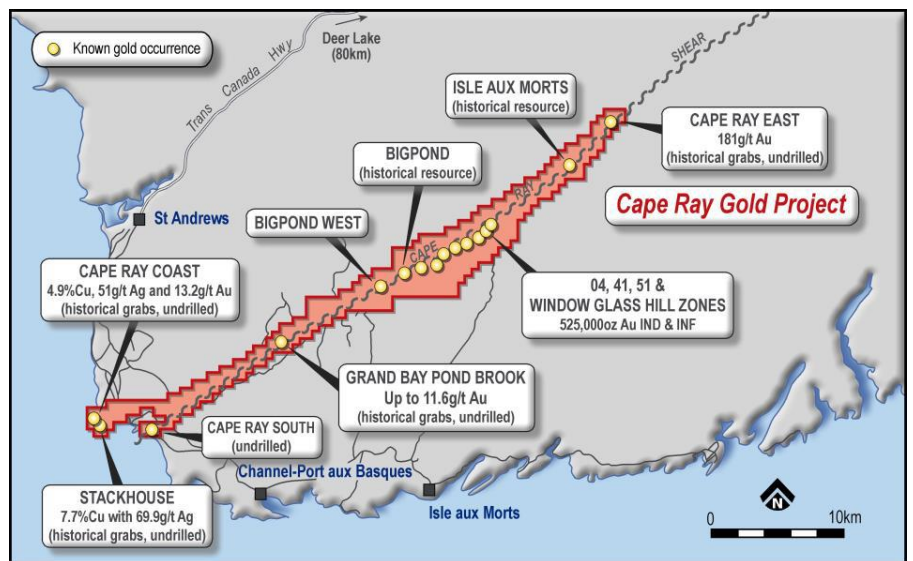 Known gold occurrence
Trans Canada Hwy
Deer Lake
(80km)
SHEAR
ISLE AUX MORTS
(historical resource)
CAPE RAY EAST
181g/t Au
(historical grabs, undrilled)
BIGPOND
(historical resource)
RAY
Cape Ray Gold Project
St Andrews
BIGPOND WEST
CAPE
CAPE RAY COAST
4.9%Cu, 51g/t Ag and 13.2g/t Au
(historical grabs, undrilled)
04, 41, 51 &
WINDOW GLASS HILL ZONES
525,000oz Au IND & INF
GRAND BAY POND BROOK
Up to 11.6g/t Au
(historical grabs, undrilled)
CAPE RAY SOUTH
(undrilled)
Channel-Port aux Basques
STACKHOUSE
7.7%Cu with 69.9g/t Ag
(historical grabs, undrilled)
Isle aux Morts
N
0 10km